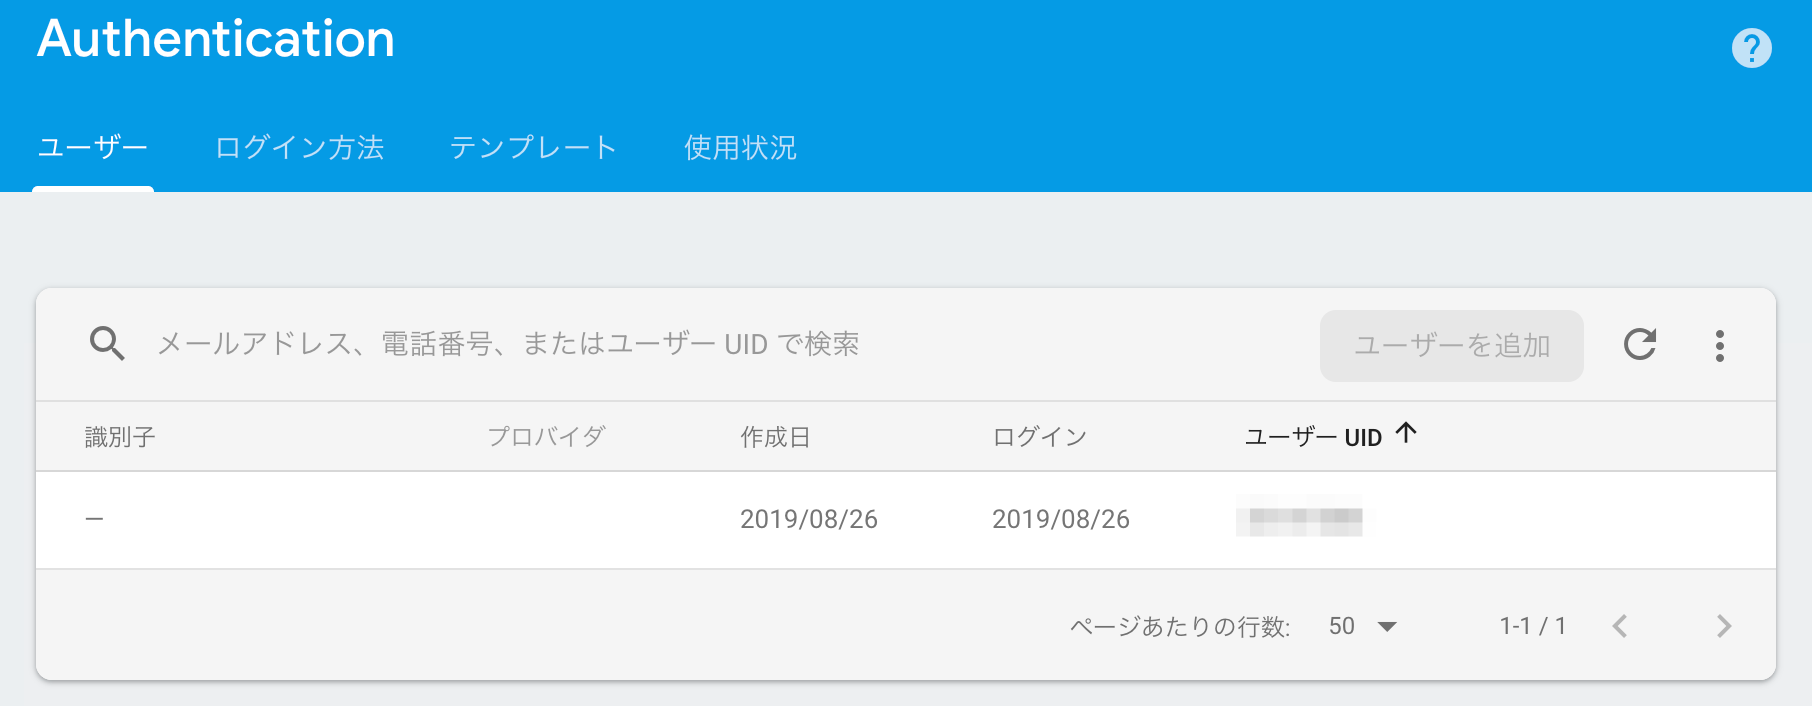 Authentication
ユーザー ログイン方法 テンプレート 使用状況
メールアドレス、電話番号、またはユーザー UID で検索 ユーザーを追加
識別子 プロバイダ 作成日 ログイン ユーザー UID ↑
— 2019/08/26 2019/08/26
ページあたりの行数: 50 1-1 / 1